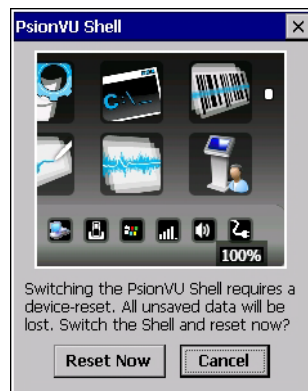 PsionVU Shell
C:\...
100%
Switching the PsionVU Shell requires a
device-reset. All unsaved data will be
lost. Switch the Shell and reset now?
Reset Now
Cancel